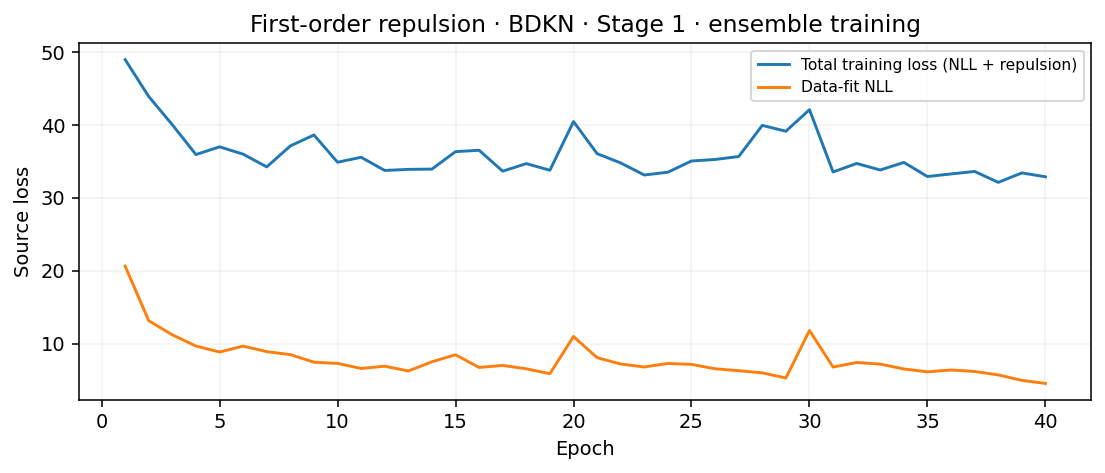 First-order repulsion · BDKN · Stage 1 · ensemble training
Total training loss (NLL + repulsion)
Data-fit NLL
Source loss
50
40
30
20
10
0 5 10 15 20 25 30 35 40
Epoch